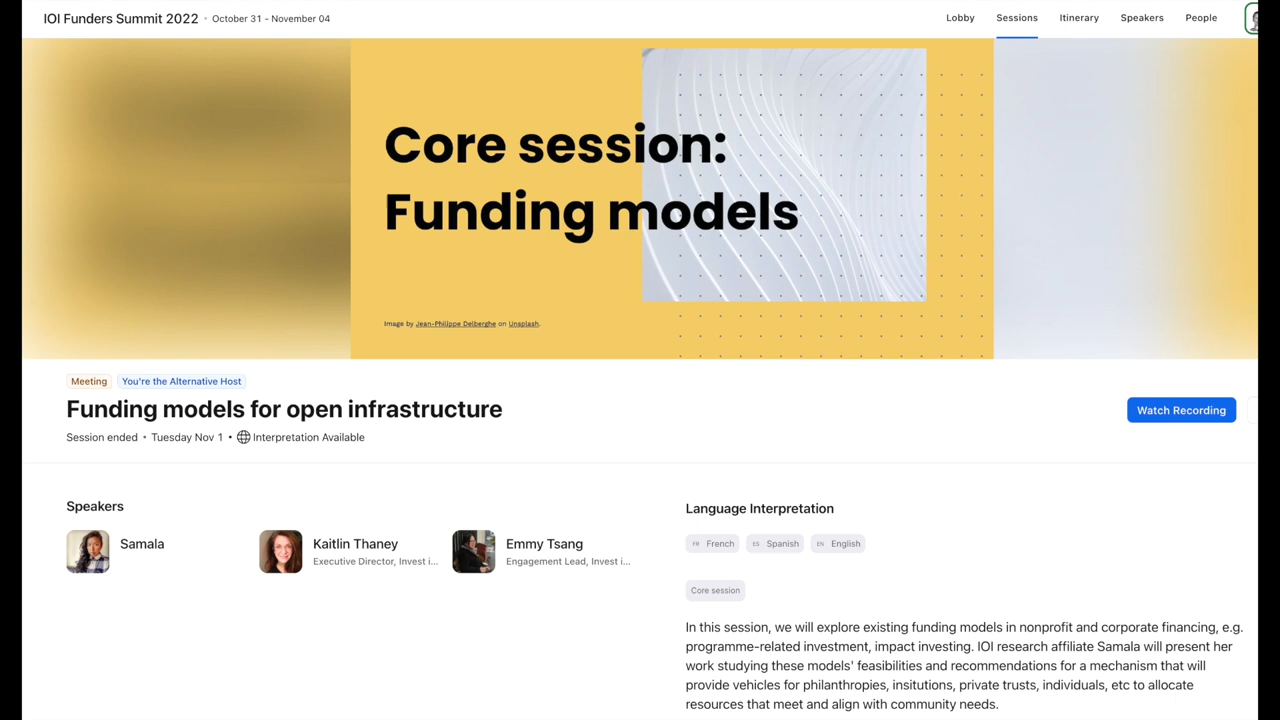 IOI Funders Summit 2022 • October 31 - November 04
Lobby Sessions Itinerary Speakers People
Core session:
Funding models
Image by Jean-Philippe Delberghe on Unsplash.
Meeting You're the Alternative Host
Funding models for open infrastructure
Watch Recording
Session ended • Tuesday Nov 1 • Interpretation Available
Speakers
Samala
Kaitlin Thaney
Executive Director, Invest i...
Emmy Tsang
Engagement Lead, Invest i...
Language Interpretation
FR French ES Spanish EN English
Core session
In this session, we will explore existing funding models in nonprofit and corporate financing, e.g.
programme-related investment, impact investing. IOI research affiliate Samala will present her
work studying these models' feasibilities and recommendations for a mechanism that will
provide vehicles for philanthropies, insitutions, private trusts, individuals, etc to allocate
resources that meet and align with community needs.